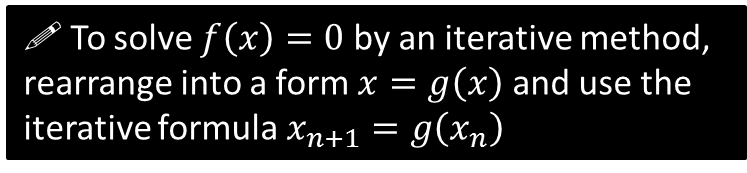 To solve f(x) = 0 by an iterative method,
rearrange into a form x = g(x) and use the
iterative formula xₙ₊₁ = g(xₙ)